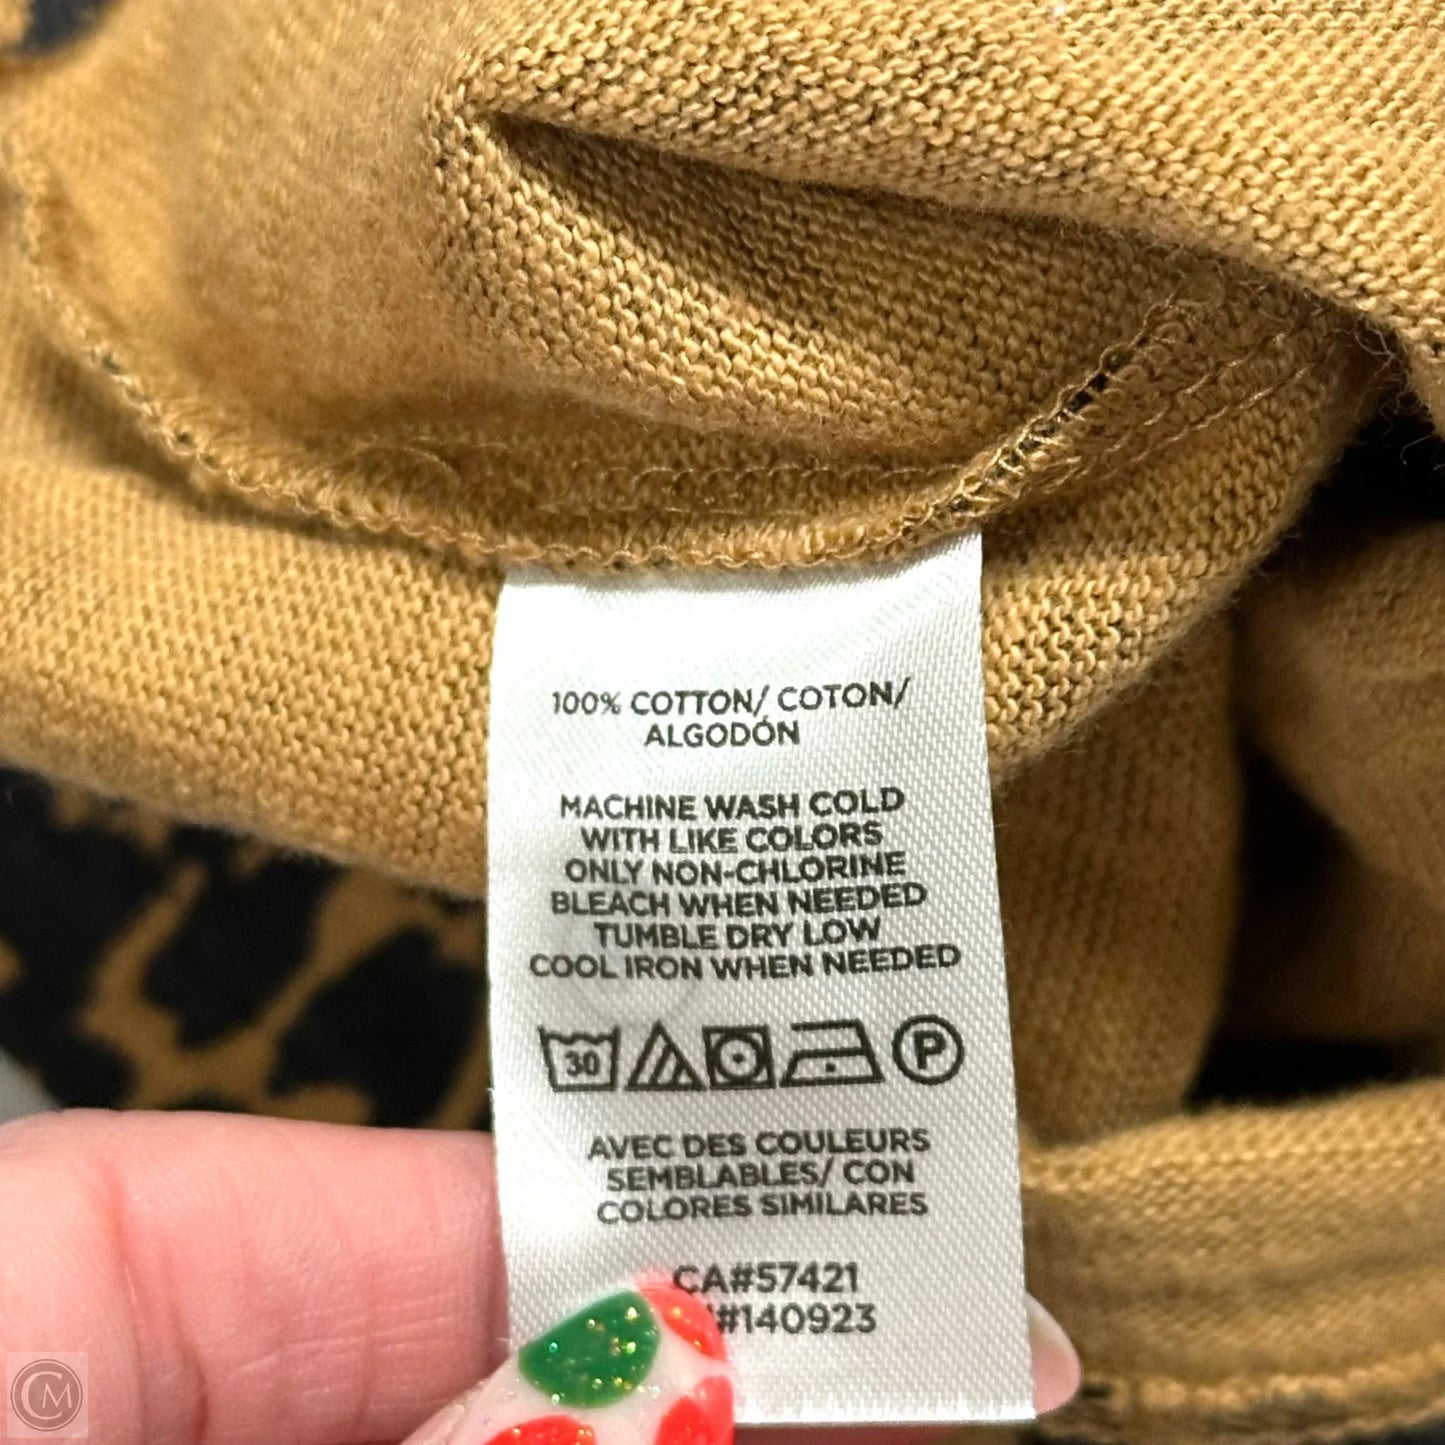 100% COTTON/ COTON/
ALGODÓN
MACHINE WASH COLD
WITH LIKE COLORS
ONLY NON-CHLORINE
BLEACH WHEN NEEDED
TUMBLE DRY LOW
COOL IRON WHEN NEEDED
30 P
AVEC DES COULEURS
SEMBLABLES/ CON
COLORES SIMILARES
CA#57421
#140923
CM